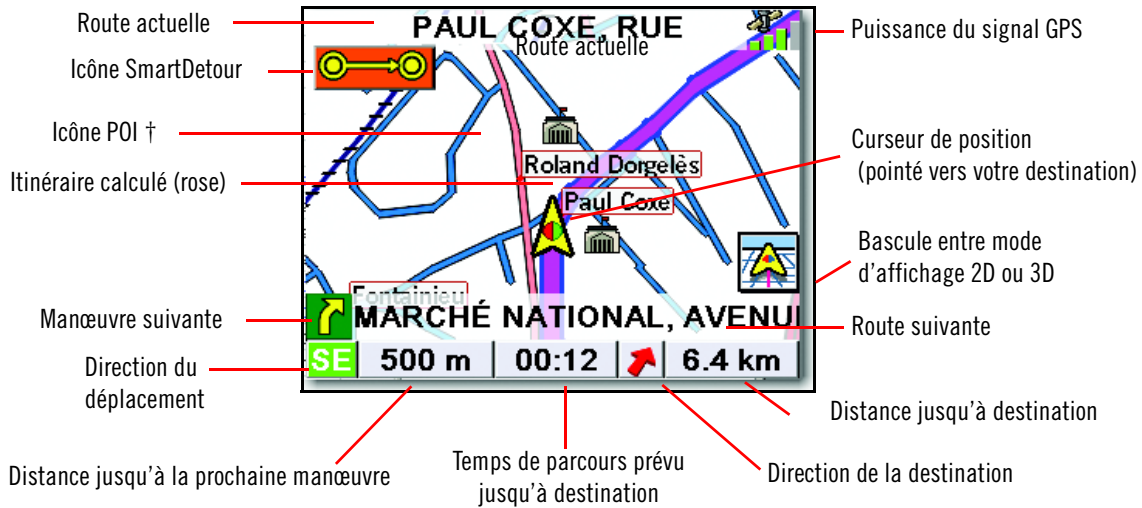 Route actuelle
PAUL COXE, RUE
Route actuelle
Puissance du signal GPS
Icône SmartDetour
Icône POI †
Itinéraire calculé (rose)
Roland Dorgelès
Paul Coxe
Curseur de position
(pointé vers votre destination)
Bascule entre mode
d'affichage 2D ou 3D
Fontainieu
Manœuvre suivante
MARCHÉ NATIONAL, AVENU
Route suivante
Direction du
déplacement
SE
500 m
00:12
6.4 km
Distance jusqu'à destination
Distance jusqu'à la prochaine manœuvre
Temps de parcours prévu
jusqu'à destination
Direction de la destination